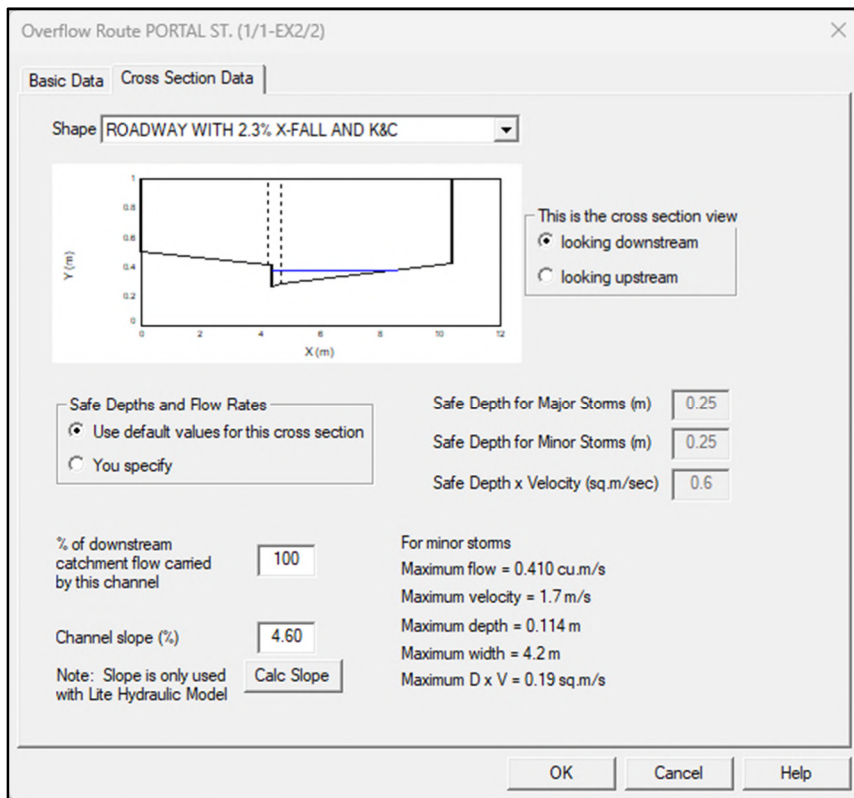 Overflow Route PORTAL ST. (1/1-EX2/2)
Basic Data
Cross Section Data
Shape
ROADWAY WITH 2.3% X-FALL AND K&C
1
0.8
0.6
0.4
0.2
0
Y (m)
0 2 4 6 8 10 12
X (m)
This is the cross section view
looking downstream
looking upstream
Safe Depths and Flow Rates
Use default values for this cross section
You specify
Safe Depth for Major Storms (m) 0.25
Safe Depth for Minor Storms (m) 0.25
Safe Depth x Velocity (sq.m/sec) 0.6
% of downstream
catchment flow carried
by this channel
100
Channel slope (%) 4.60
Note: Slope is only used
with Lite Hydraulic Model
Calc Slope
For minor storms
Maximum flow = 0.410 cu.m/s
Maximum velocity = 1.7 m/s
Maximum depth = 0.114 m
Maximum width = 4.2 m
Maximum D x V = 0.19 sq.m/s
OK Cancel Help